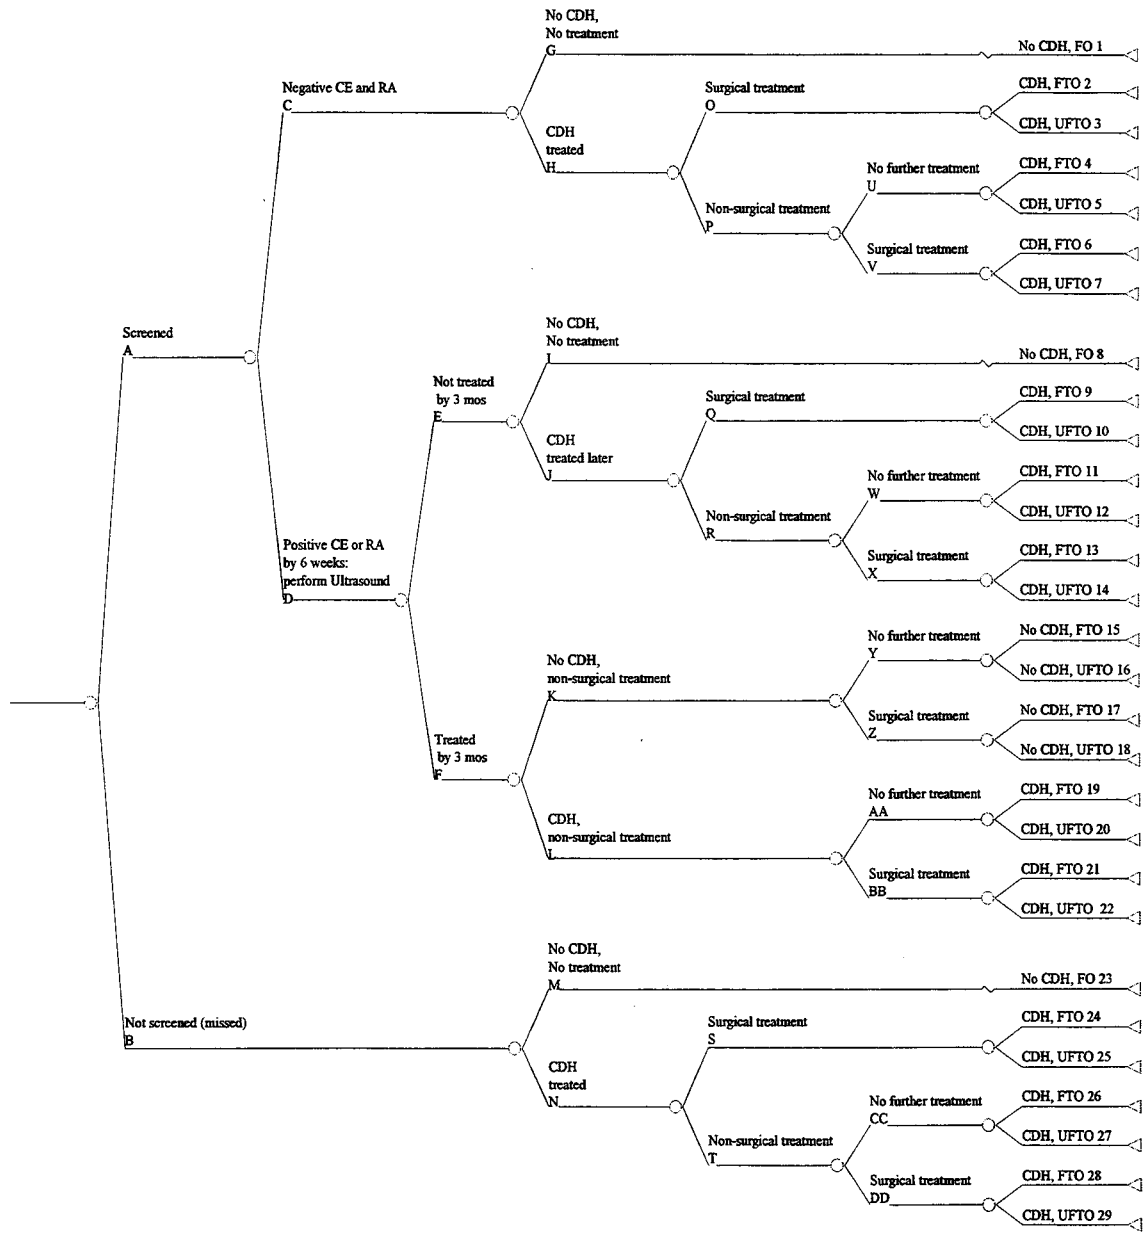 No CDH,
No treatment
G
No CDH, FO 1
Negative CE and RA
C
Surgical treatment
O
CDH, FTO 2
CDH, UFTO 3
CDH
treated
H
No further treatment
U
CDH, FTO 4
CDH, UFTO 5
Non-surgical treatment
P
Surgical treatment
V
CDH, FTO 6
CDH, UFTO 7
Screened
A
No CDH,
No treatment
I
No CDH, FO 8
Not treated
by 3 mos
E
Surgical treatment
Q
CDH, FTO 9
CDH, UFTO 10
CDH
treated later
J
No further treatment
W
CDH, FTO 11
CDH, UFTO 12
Non-surgical treatment
R
Surgical treatment
X
CDH, FTO 13
CDH, UFTO 14
Positive CE or RA
by 6 weeks:
perform Ultrasound
D
No CDH,
non-surgical treatment
K
No further treatment
Y
No CDH, FTO 15
No CDH, UFTO 16
Surgical treatment
Z
No CDH, FTO 17
No CDH, UFTO 18
Treated
by 3 mos
F
CDH,
non-surgical treatment
L
No further treatment
AA
CDH, FTO 19
CDH, UFTO 20
Surgical treatment
BB
CDH, FTO 21
CDH, UFTO 22
Not screened (missed)
B
No CDH,
No treatment
M
No CDH, FO 23
Surgical treatment
S
CDH, FTO 24
CDH, UFTO 25
CDH
treated
N
No further treatment
CC
CDH, FTO 26
CDH, UFTO 27
Non-surgical treatment
T
Surgical treatment
DD
CDH, FTO 28
CDH, UFTO 29